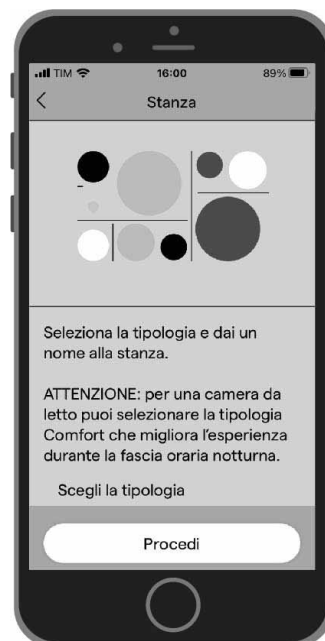 TIM
16:00
89%
Stanza
Seleziona la tipologia e dai un
nome alla stanza.
ATTENZIONE: per una camera da
letto puoi selezionare la tipologia
Comfort che migliora l'esperienza
durante la fascia oraria notturna.
Scegli la tipologia
Procedi